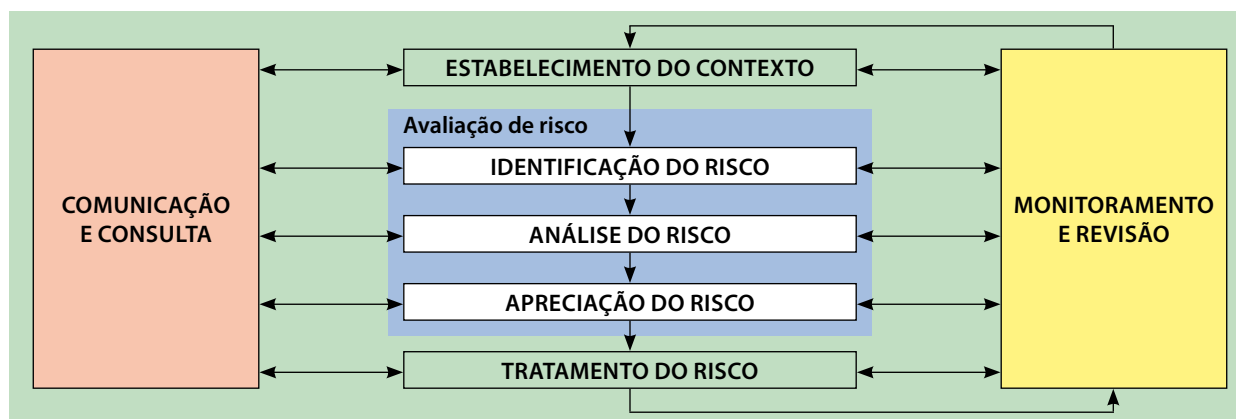 ESTABELECIMENTO DO CONTEXTO
Avaliação de risco
IDENTIFICAÇÃO DO RISCO
COMUNICAÇÃO
E CONSULTA
ANÁLISE DO RISCO
MONITORAMENTO
E REVISÃO
APRECIAÇÃO DO RISCO
TRATAMENTO DO RISCO